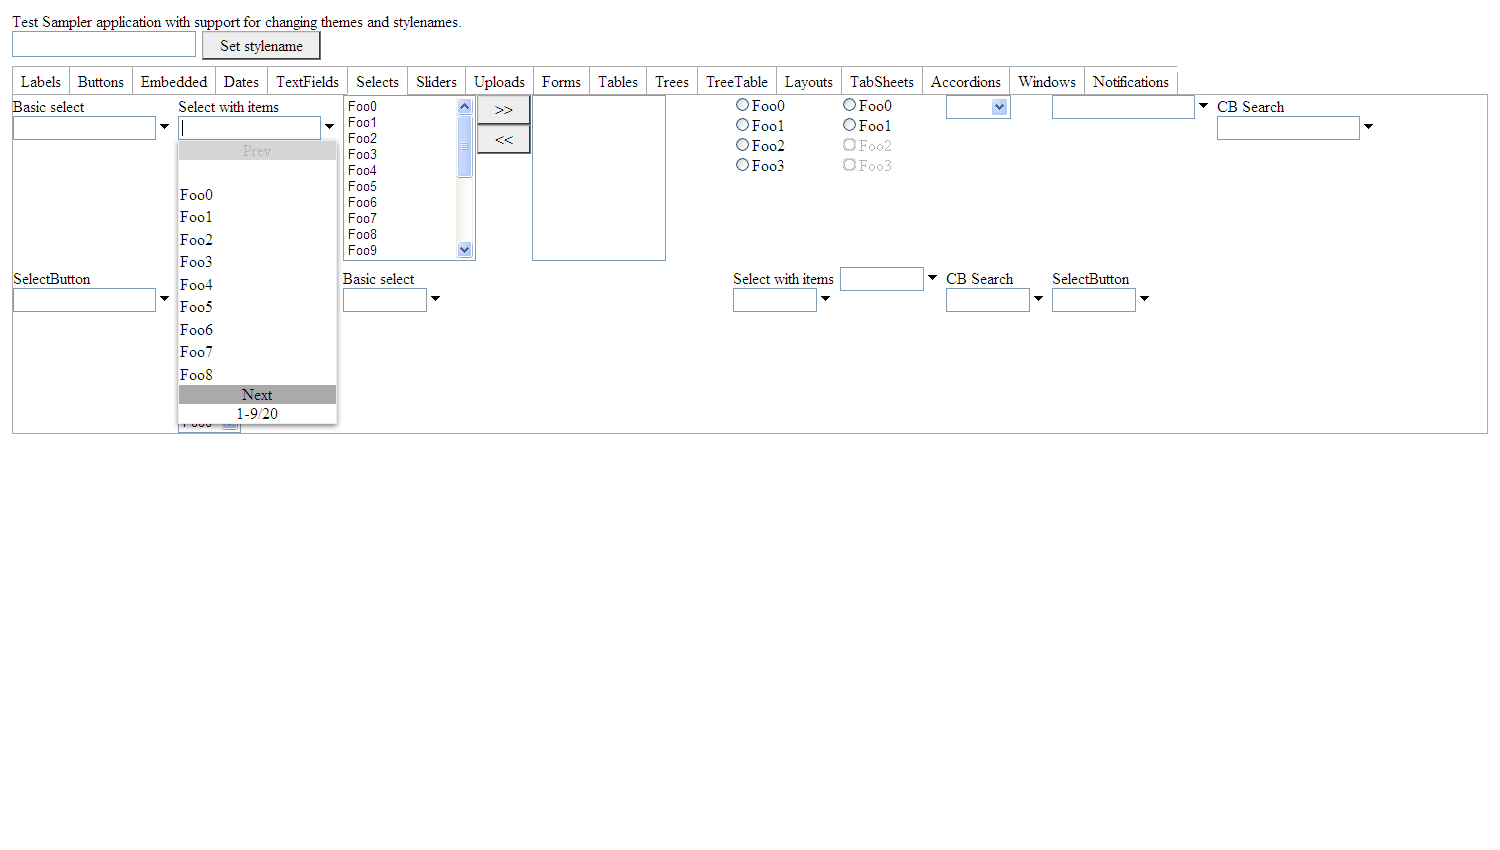 Test Sampler application with support for changing themes and stylenames.
Set stylename
Labels Buttons Embedded Dates TextFields Selects Sliders Uploads Forms Tables Trees TreeTable Layouts TabSheets Accordions Windows Notifications
Basic select
Select with items
Prev
Foo0
Foo1
Foo2
Foo3
Foo4
Foo5
Foo6
Foo7
Foo8
Next
1-9/20
Foo0
Foo1
Foo2
Foo3
Foo4
Foo5
Foo6
Foo7
Foo8
Foo9
>>
<<
Foo0
Foo1
Foo2
Foo3
Foo0
Foo1
Foo2
Foo3
CB Search
SelectButton
Basic select
Select with items
CB Search
SelectButton